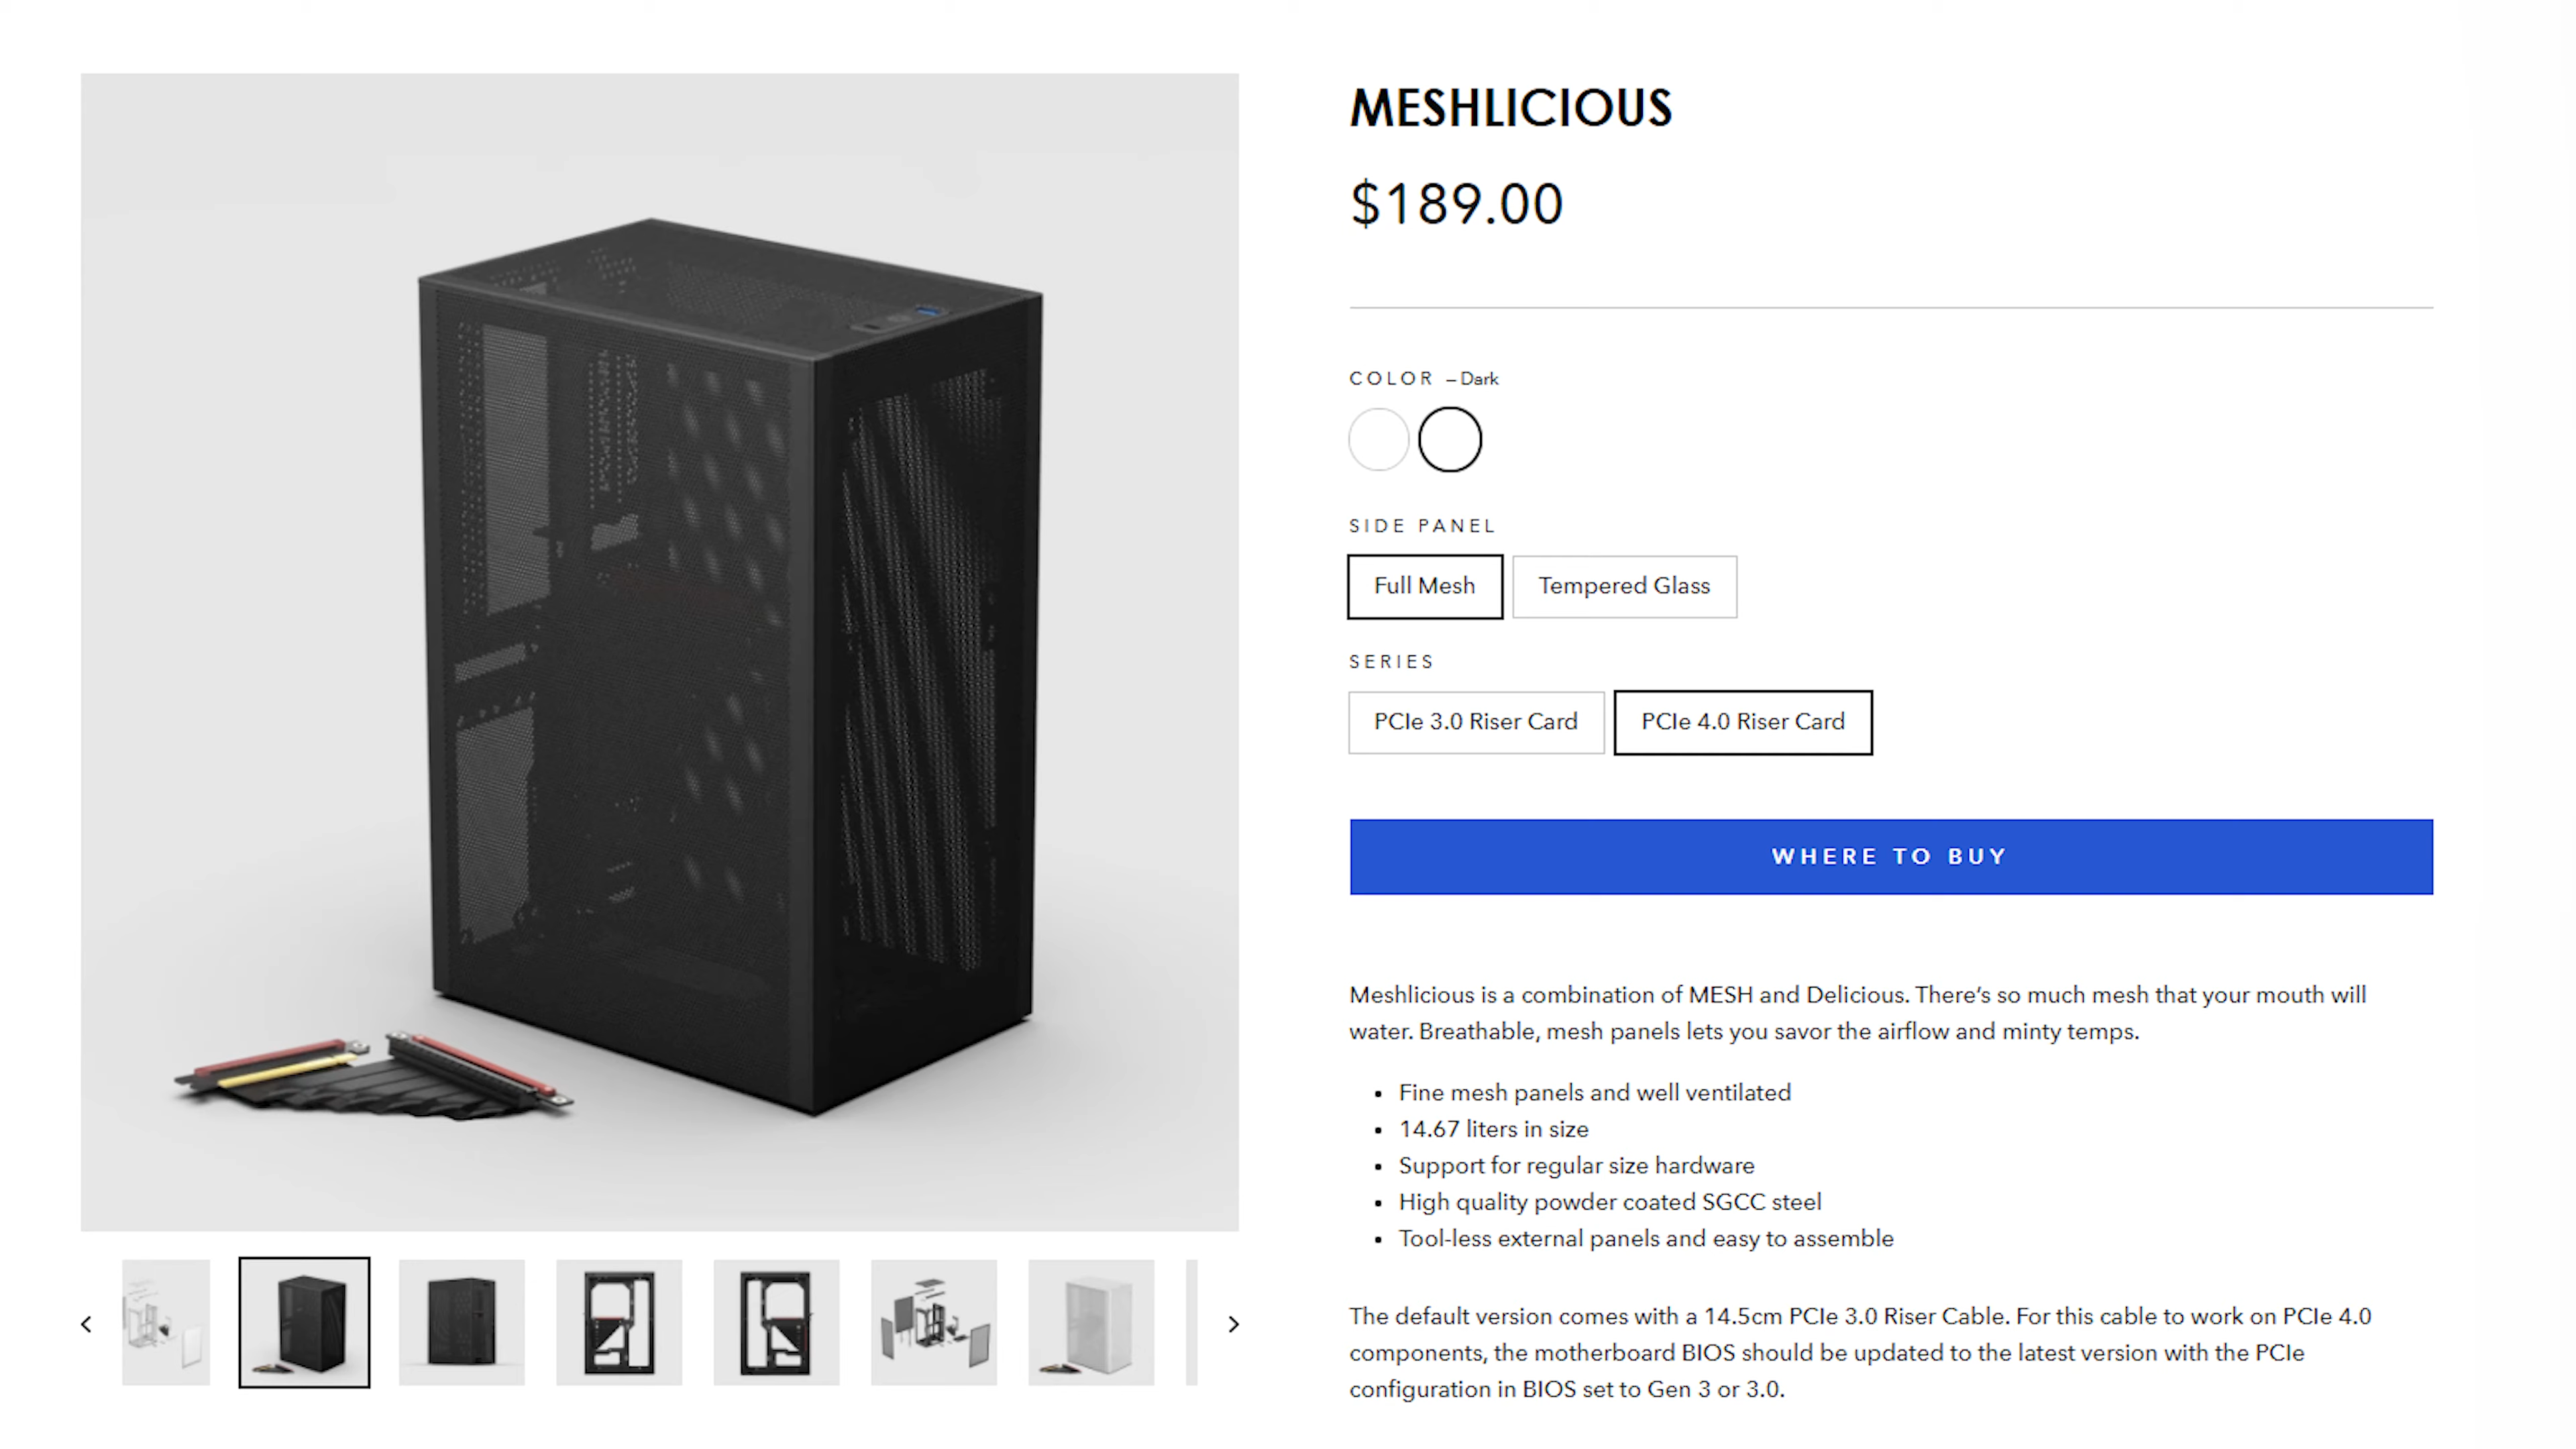 MESHLICIOUS
$189.00
COLOR – Dark
SIDE PANEL
Full Mesh
Tempered Glass
SERIES
PCIe 3.0 Riser Card
PCIe 4.0 Riser Card
WHERE TO BUY
Meshlicious is a combination of MESH and Delicious. There's so much mesh that your mouth will
water. Breathable, mesh panels lets you savor the airflow and minty temps.
Fine mesh panels and well ventilated
14.67 liters in size
Support for regular size hardware
High quality powder coated SGCC steel
Tool-less external panels and easy to assemble
The default version comes with a 14.5cm PCIe 3.0 Riser Cable. For this cable to work on PCIe 4.0
components, the motherboard BIOS should be updated to the latest version with the PCIe
configuration in BIOS set to Gen 3 or 3.0.